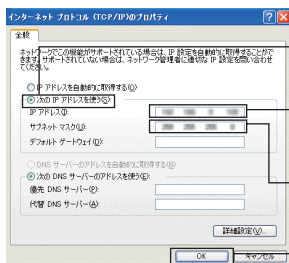 インターネット プロトコル (TCP/IP)のプロパティ
全般
ネットワークでこの機能がサポートされている場合は、IP 設定を自動的に取得することがで
きます。サポートされていない場合は、ネットワーク管理者に適切な IP 設定を問い合わせ
てください。
IP アドレスを自動的に取得する(O)
次の IP アドレスを使う(S):
IP アドレス(I):
サブネット マスク(U):
255 255 255 0
デフォルト ゲートウェイ(D):
DNS サーバーのアドレスを自動的に取得する(B)
次の DNS サーバーのアドレスを使う(E):
優先 DNS サーバー(P):
代替 DNS サーバー(A):
詳細設定(V)...
OK
キャンセル